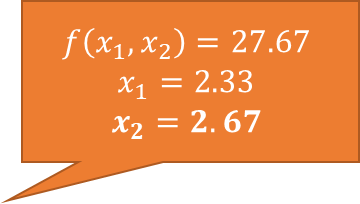 f(x₁, x₂) = 27.67
x₁ = 2.33
x₂ = 2.67